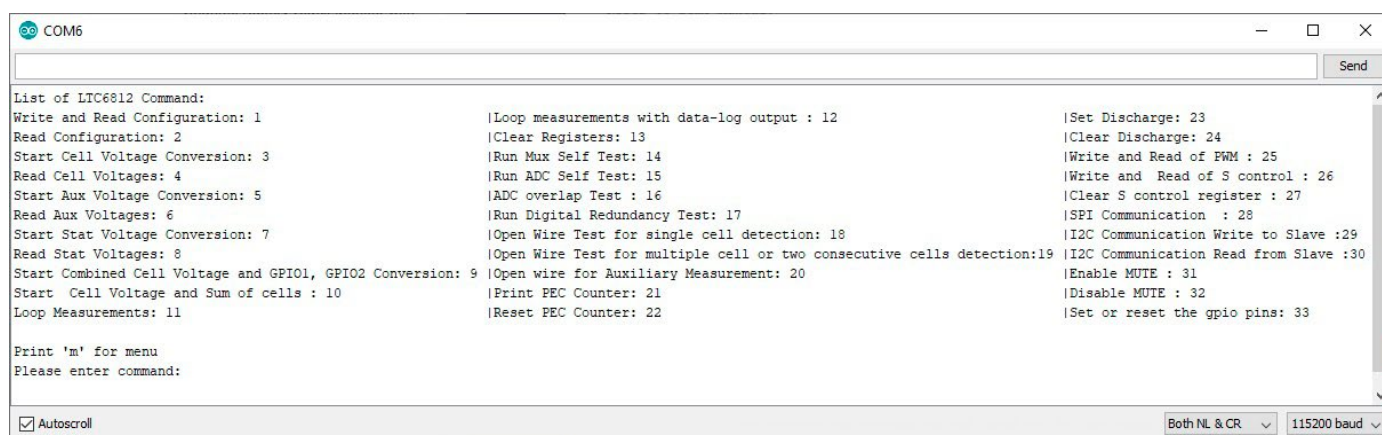 COM6
Send
List of LTC6812 Command:
Write and Read Configuration: 1 |Loop measurements with data-log output : 12 |Set Discharge: 23
Read Configuration: 2 |Clear Registers: 13 |Clear Discharge: 24
Start Cell Voltage Conversion: 3 |Run Mux Self Test: 14 |Write and Read of PWM : 25
Read Cell Voltages: 4 |Run ADC Self Test: 15 |Write and  Read of S control : 26
Start Aux Voltage Conversion: 5 |ADC overlap Test : 16 |Clear S control register : 27
Read Aux Voltages: 6 |Run Digital Redundancy Test: 17 |SPI Communication  : 28
Start Stat Voltage Conversion: 7 |Open Wire Test for single cell detection: 18 |I2C Communication Write to Slave :29
Read Stat Voltages: 8 |Open Wire Test for multiple cell or two consecutive cells detection:19 |I2C Communication Read from Slave :30
Start Combined Cell Voltage and GPIO1, GPIO2 Conversion: 9 |Open wire for Auxiliary Measurement: 20 |Enable MUTE : 31
Start  Cell Voltage and Sum of cells : 10 |Print PEC Counter: 21 |Disable MUTE : 32
Loop Measurements: 11 |Reset PEC Counter: 22 |Set or reset the gpio pins: 33
Print 'm' for menu
Please enter command:
Autoscroll
Both NL & CR
115200 baud